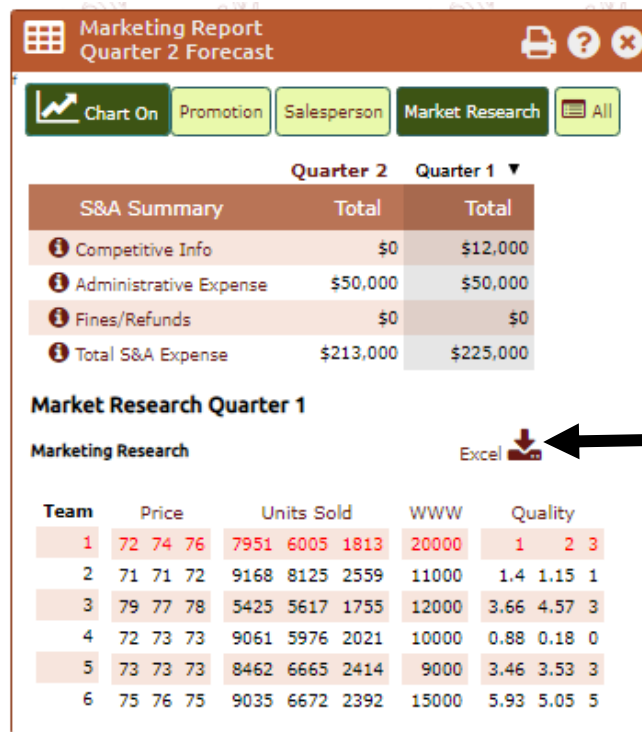 Marketing Report
Quarter 2 Forecast
Chart On Promotion Salesperson Market Research All
Quarter 2 Quarter 1 ▼
S&A Summary Total Total
Competitive Info $0 $12,000
Administrative Expense $50,000 $50,000
Fines/Refunds $0 $0
Total S&A Expense $213,000 $225,000
Market Research Quarter 1
Marketing Research Excel
Team Price Units Sold WWW Quality
1 72 74 76 7951 6005 1813 20000 1 2 3
2 71 71 72 9168 8125 2559 11000 1.4 1.15 1
3 79 77 78 5425 5617 1755 12000 3.66 4.57 3
4 72 73 73 9061 5976 2021 10000 0.88 0.18 0
5 73 73 73 8462 6665 2414 9000 3.46 3.53 3
6 75 76 75 9035 6672 2392 15000 5.93 5.05 5